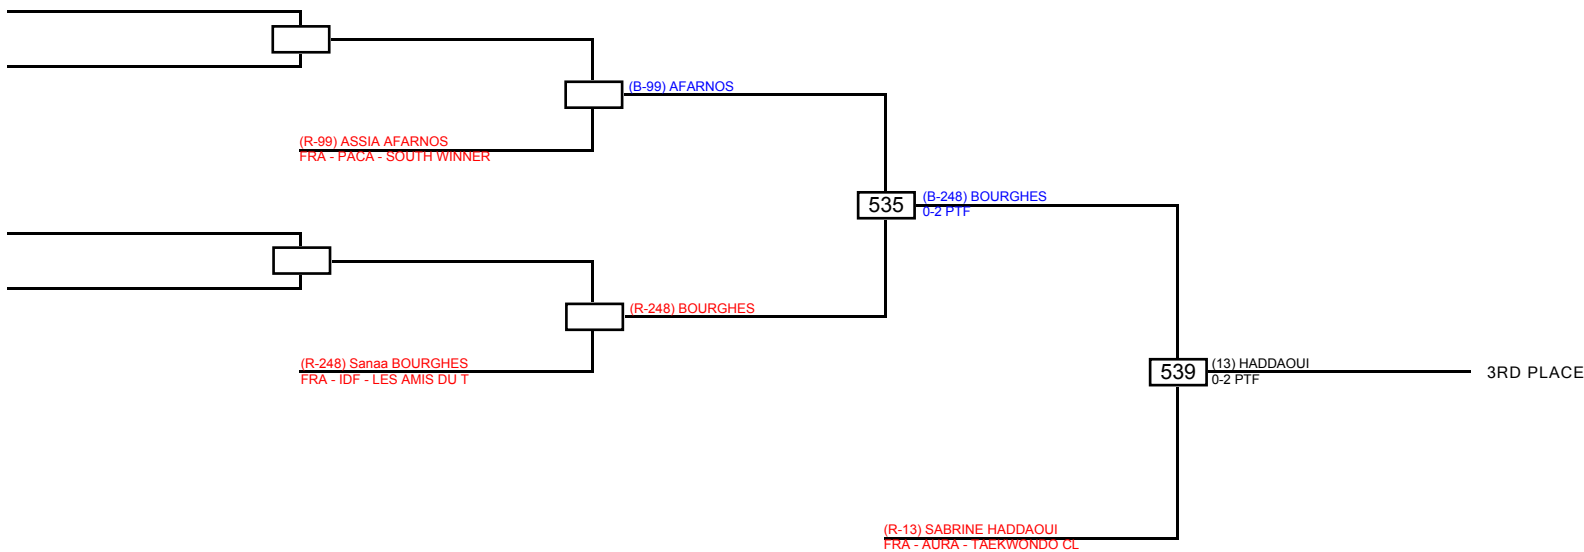 (B-99) AFARNOS
(R-99) ASSIA AFARNOS
FRA - PACA - SOUTH WINNER
535
(B-248) BOURGHES
0-2 PTF
(R-248) BOURGHES
(R-248) Sanaa BOURGHES
FRA - IDF - LES AMIS DU T
539
(13) HADDAOUI
0-2 PTF
3RD PLACE
(R-13) SABRINE HADDAOUI
FRA - AURA - TAEKWONDO CL